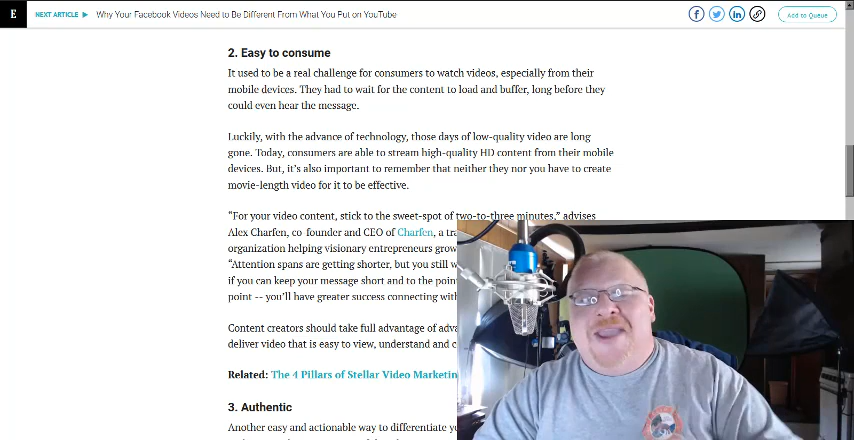 E NEXT ARTICLE Why Your Facebook Videos Need to Be Different From What You Put on YouTube Add to Queue
2. Easy to consume
It used to be a real challenge for consumers to watch videos, especially from their
mobile devices. They had to wait for the content to load and buffer, long before they
could even hear the message.
Luckily, with the advance of technology, those days of low-quality video are long
gone. Today, consumers are able to stream high-quality HD content from their mobile
devices. But, it’s also important to remember that neither they nor you have to create
movie-length video for it to be effective.
“For your video content, stick to the sweet-spot of two-to-three minutes,” advises
Alex Charfen, co-founder and CEO of Charfen, a
organization helping visionary entrepreneurs
“Attention spans are getting shorter, but you still
if you can keep your message short and to the
point -- you’ll have greater success connecting
Content creators should take full advantage of
deliver video that is easy to view, understand and
Related: The 4 Pillars of Stellar Video
3. Authentic
Another easy and actionable way to differentiate